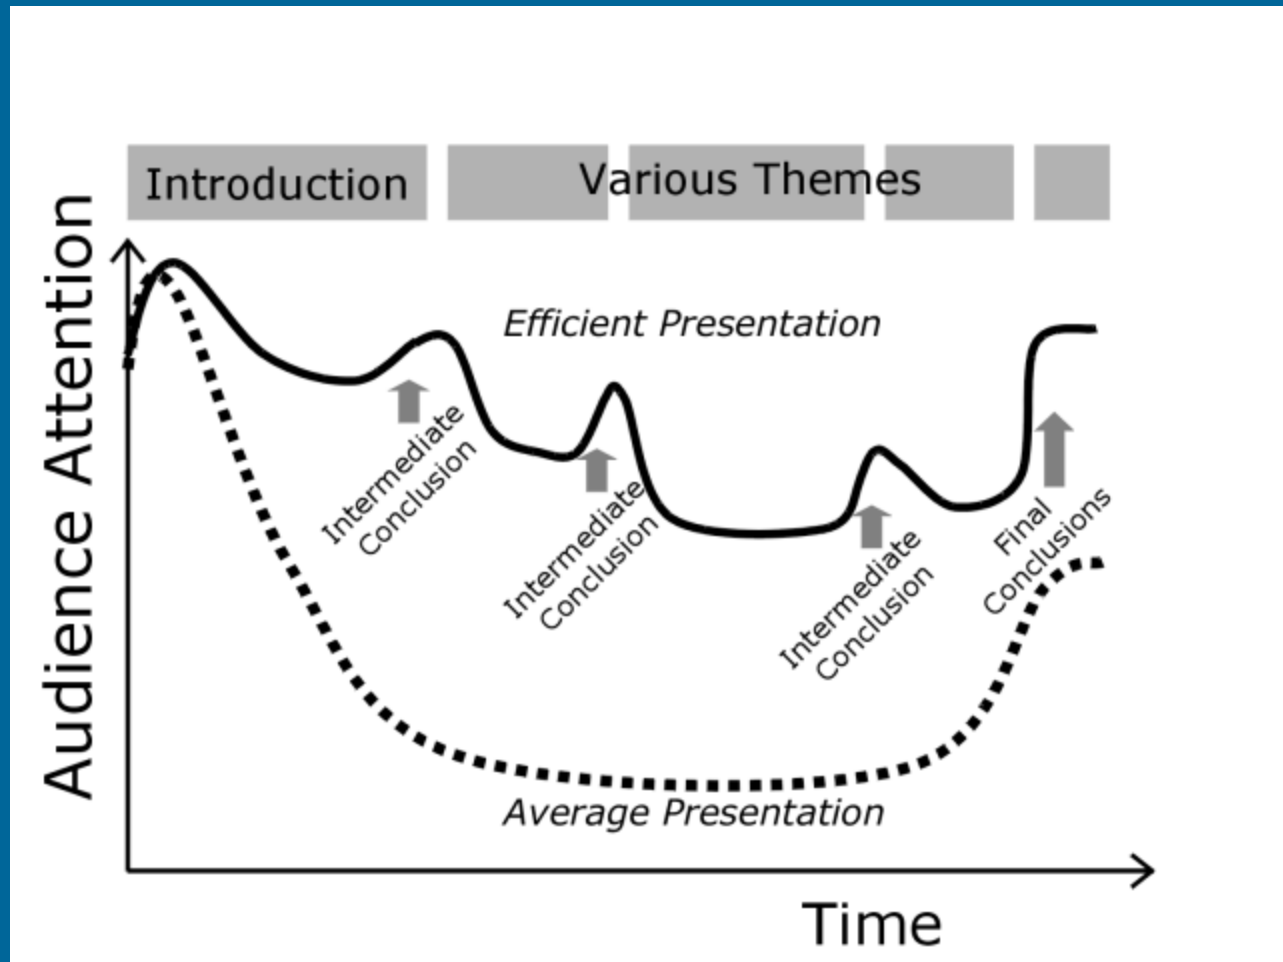 Introduction
Various Themes
Audience Attention
Efficient Presentation
Intermediate
Conclusion
Intermediate
Conclusion
Intermediate
Conclusion
Final
Conclusions
Average Presentation
Time